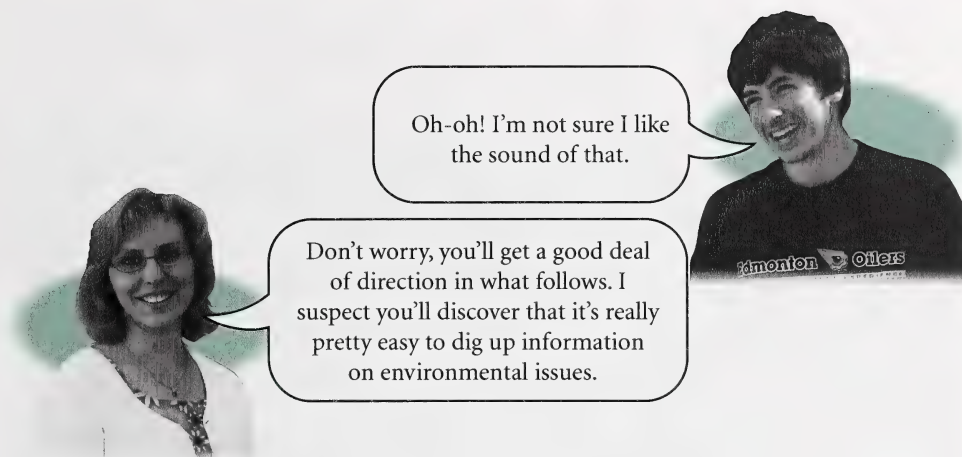 Oh-oh! I'm not sure I like
the sound of that.
Edmonton Oilers
Don't worry, you'll get a good deal
of direction in what follows. I
suspect you'll discover that it's really
pretty easy to dig up information
on environmental issues.